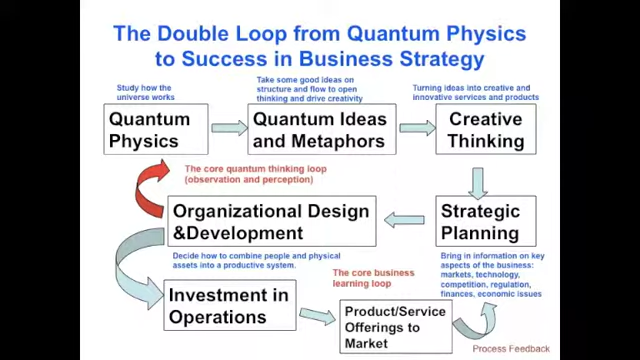 The Double Loop from Quantum Physics
to Success in Business Strategy
Study how the
universe works
Take some good ideas on
structure and flow to open
thinking and drive creativity
Turning ideas into creative and
innovative services and products
Quantum
Physics
Quantum Ideas
and Metaphors
Creative
Thinking
The core quantum thinking loop
(observation and perception)
Organizational Design
&Development
Strategic
Planning
Decide how to combine people and physical
assets into a productive system.
Bring in information on key
aspects of the business:
markets, technology,
competition, regulation,
finances, economic issues
The core business
learning loop
Investment in
Operations
Product/Service
Offerings to
Market
Process Feedback